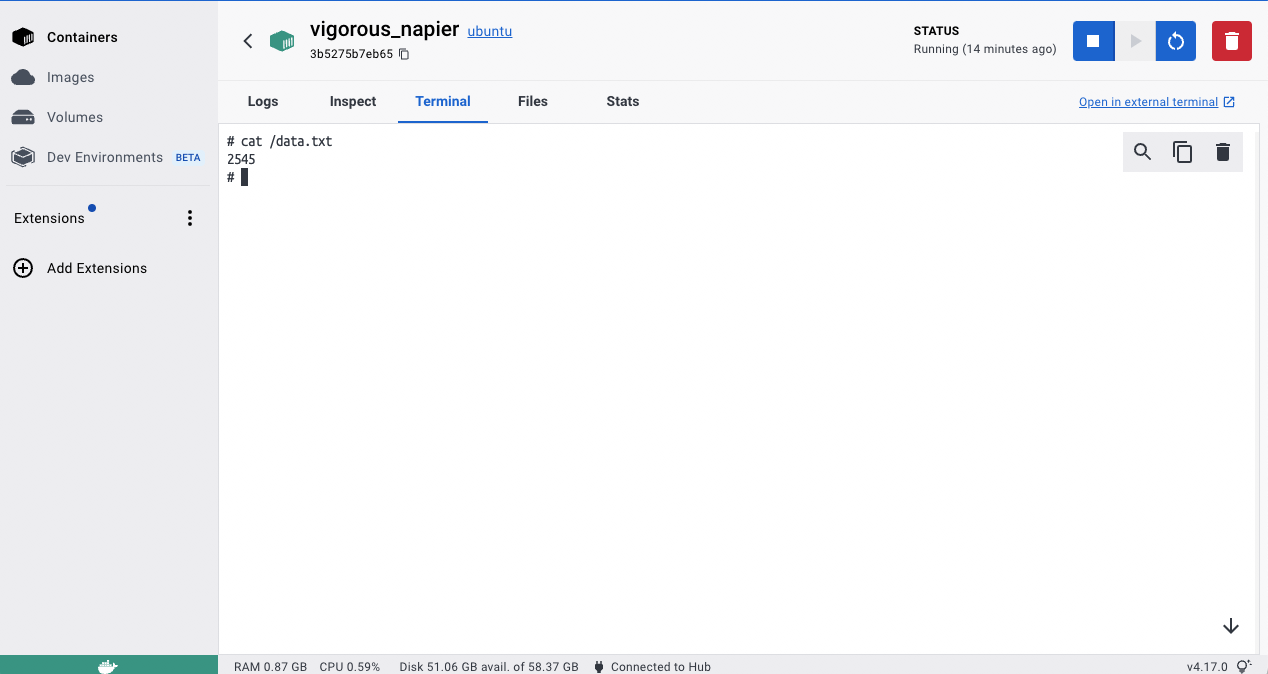 Containers
Images
Volumes
Dev Environments BETA
Extensions
Add Extensions
vigorous_napier ubuntu
3b5275b7eb65
STATUS
Running (14 minutes ago)
Logs Inspect Terminal Files Stats
Open in external terminal
# cat /data.txt
2545
#
RAM 0.87 GB CPU 0.59% Disk 51.06 GB avail. of 58.37 GB Connected to Hub
v4.17.0